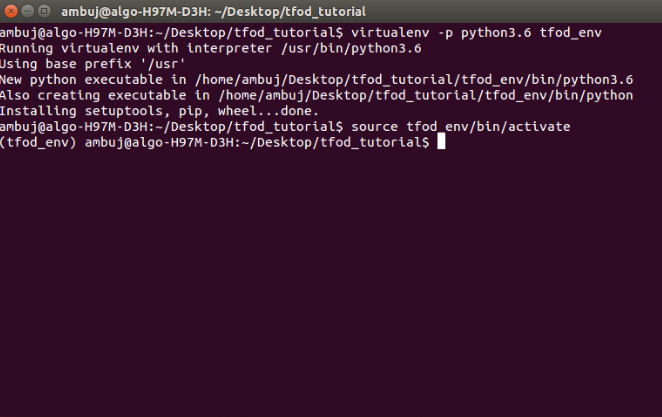 ambuj@algo-H97M-D3H: ~/Desktop/tfod_tutorial
ambuj@algo-H97M-D3H:~/Desktop/tfod_tutorial$ virtualenv -p python3.6 tfod_env
Running virtualenv with interpreter /usr/bin/python3.6
Using base prefix '/usr'
New python executable in /home/ambuj/Desktop/tfod_tutorial/tfod_env/bin/python3.6
Also creating executable in /home/ambuj/Desktop/tfod_tutorial/tfod_env/bin/python
Installing setuptools, pip, wheel...done.
ambuj@algo-H97M-D3H:~/Desktop/tfod_tutorial$ source tfod_env/bin/activate
(tfod_env) ambuj@algo-H97M-D3H:~/Desktop/tfod_tutorial$